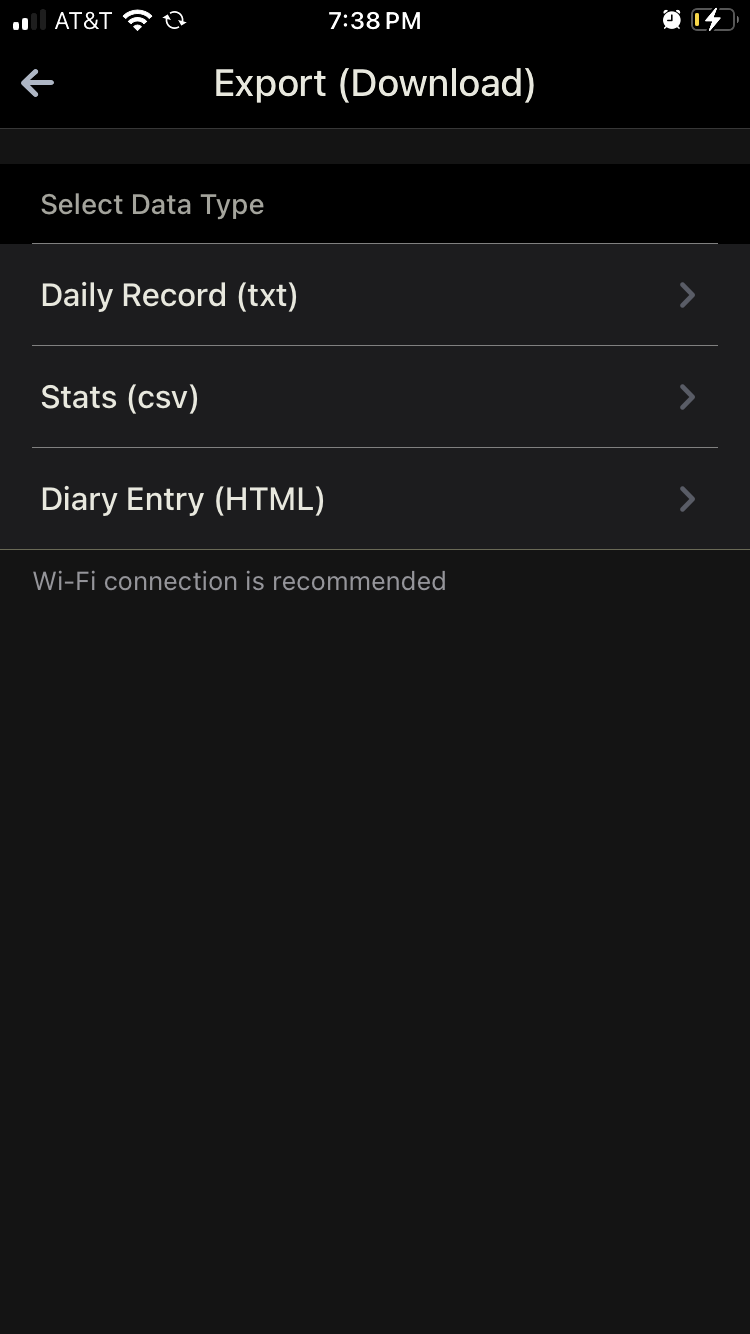 AT&T 7:38 PM
Export (Download)
Select Data Type
Daily Record (txt)
Stats (csv)
Diary Entry (HTML)
Wi-Fi connection is recommended